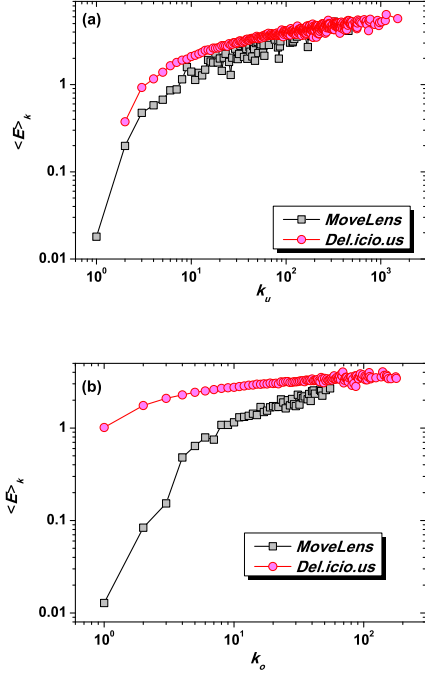 (a)
1
0.1
0.01
<E>k
MoveLens
Del.icio.us
10^0 10^1 10^2 10^3
ku
(b)
1
0.1
0.01
<E>k
MoveLens
Del.icio.us
10^0 10^1 10^2
ko